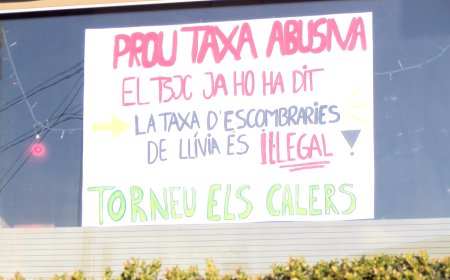 PROU TAXA ABUSIVA
EL TSJC JA HO HA DIT
LA TAXA D'ESCOMBRARIES
DE LLÍVIA ÉS IL·LEGAL!
TORNEU ELS CALERS